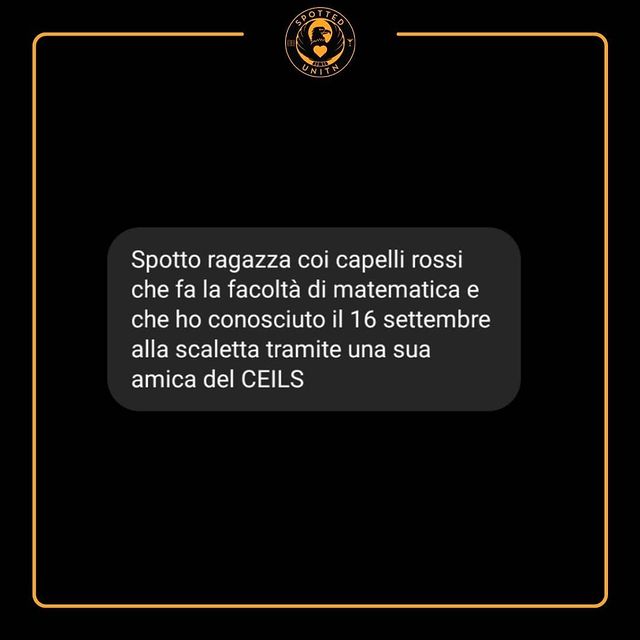 SPOTTED
UNITN
Spotto ragazza coi capelli rossi
che fa la facoltà di matematica e
che ho conosciuto il 16 settembre
alla scaletta tramite una sua
amica del CEILS